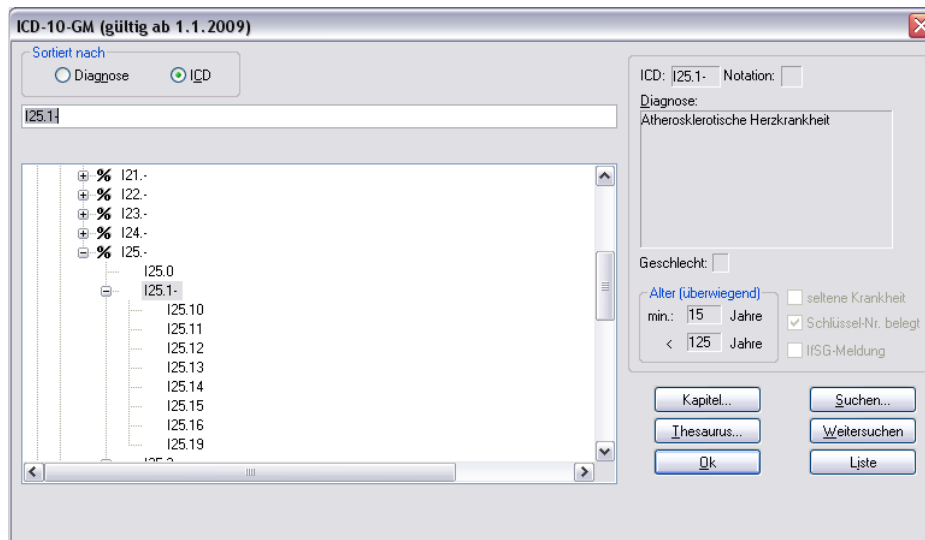 ICD-10-GM (gültig ab 1.1.2009)
Sortiert nach
Diagnose ICD
I25.1-
% I21.-
% I22.-
% I23.-
% I24.-
% I25.-
I25.0
I25.1-
I25.10
I25.11
I25.12
I25.13
I25.14
I25.15
I25.16
I25.19
ICD: I25.1- Notation:
Diagnose:
Atherosklerotische Herzkrankheit
Geschlecht:
Alter (überwiegend)
min.: 15 Jahre
< 125 Jahre
seltene Krankheit
Schlüssel-Nr. belegt
IfSG-Meldung
Kapitel... Suchen...
Thesaurus... Weitersuchen
Ok Liste